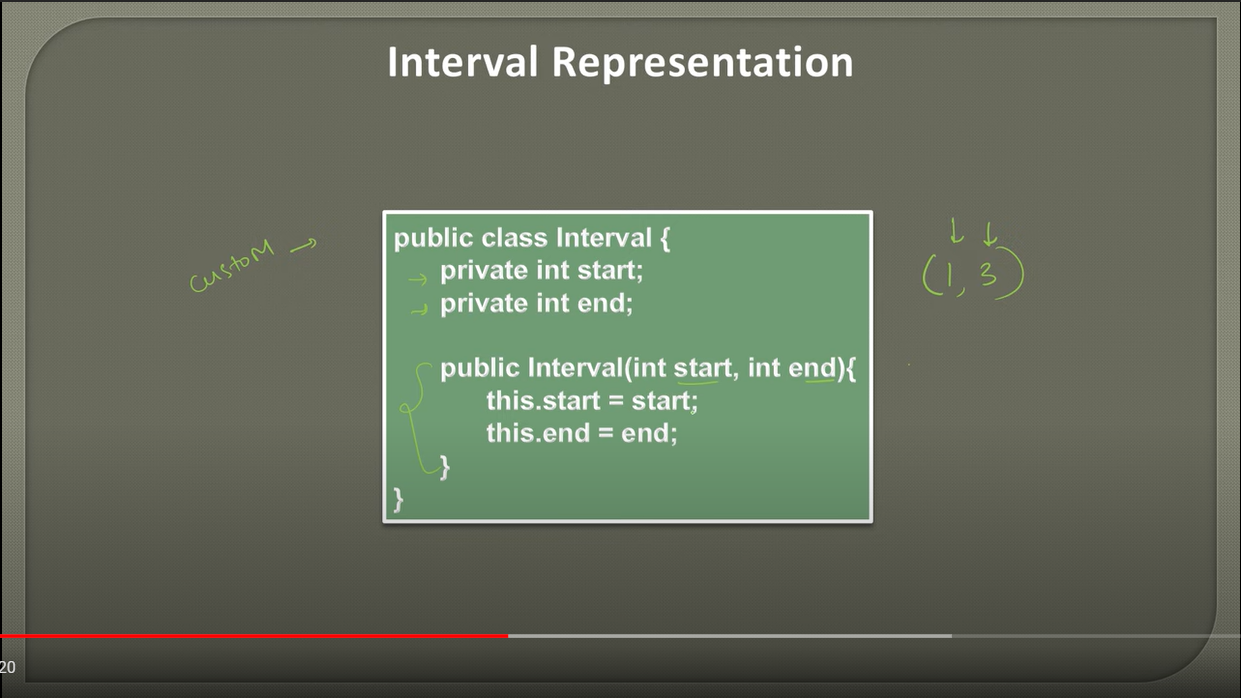 Interval Representation
custom →
public class Interval {
→ private int start;
→ private int end;
public Interval(int start, int end){
this.start = start;
this.end = end;
}
}
↓ ↓
(1, 3)
20